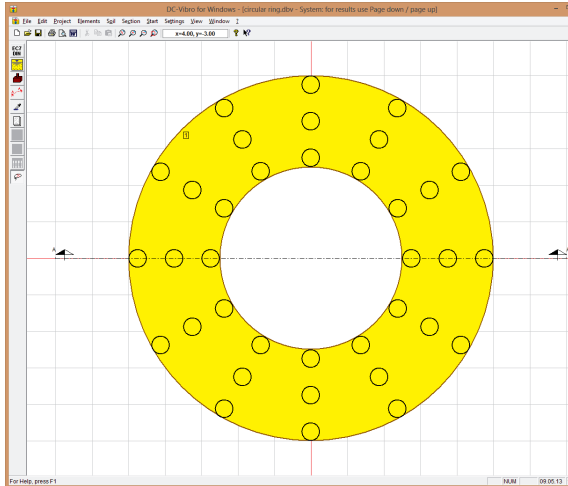 DC-Vibro for Windows - [circular ring.dbv - System: for results use Page down / page up]
File Edit Project Elements Soil Section Start Settings View Window ?
x=4.00, y=-3.00
EC7
DIN
1
A
For Help, press F1
NUM
09.05.13